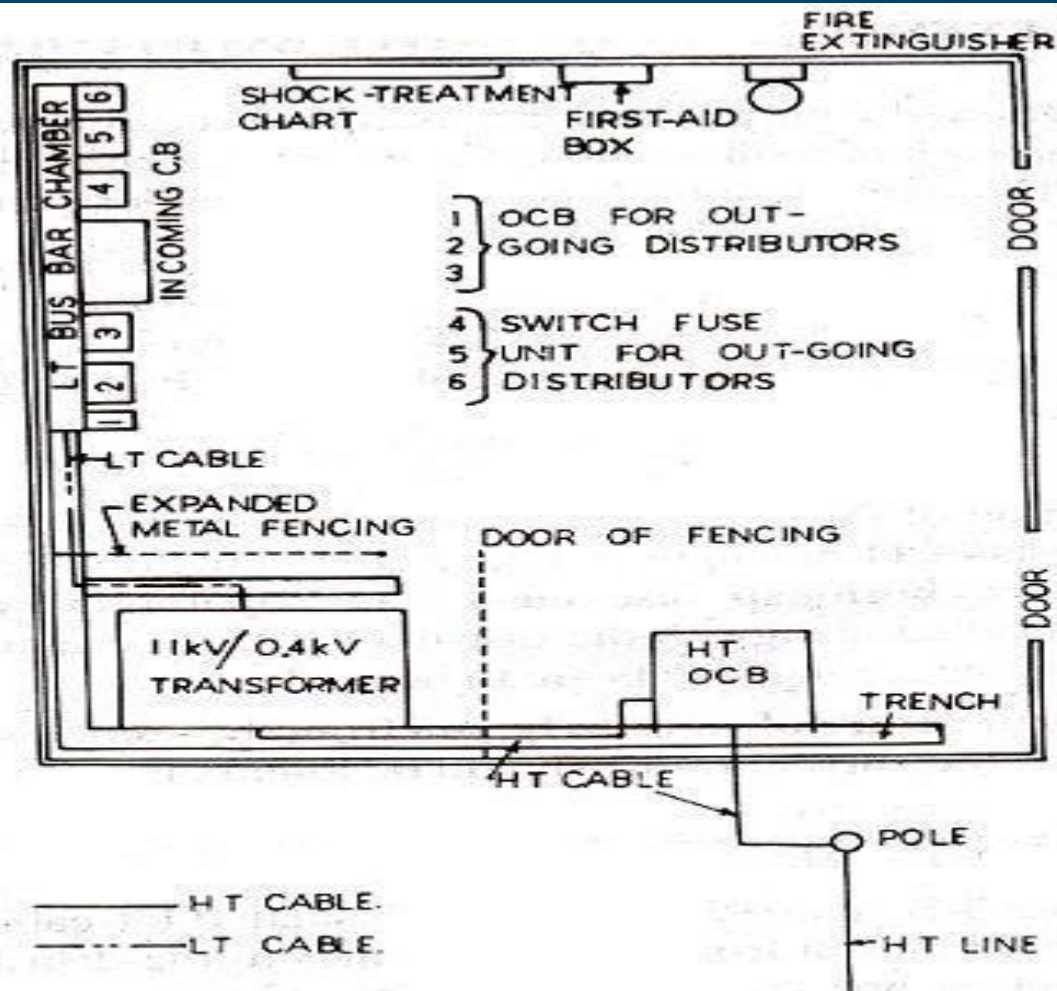 FIRE
EXTINGUISHER
SHOCK-TREATMENT
CHART
FIRST-AID
BOX
LT BUS BAR CHAMBER
6
5
4
INCOMING C.B
3
2
1
DOOR
1
2
3
OCB FOR OUT-
GOING DISTRIBUTORS
4
5
6
SWITCH FUSE
UNIT FOR OUT-GOING
DISTRIBUTORS
LT CABLE
EXPANDED
METAL FENCING
DOOR OF FENCING
DOOR
11kV/0.4kV
TRANSFORMER
HT
OCB
TRENCH
HT CABLE
POLE
HT CABLE.
LT CABLE.
HT LINE